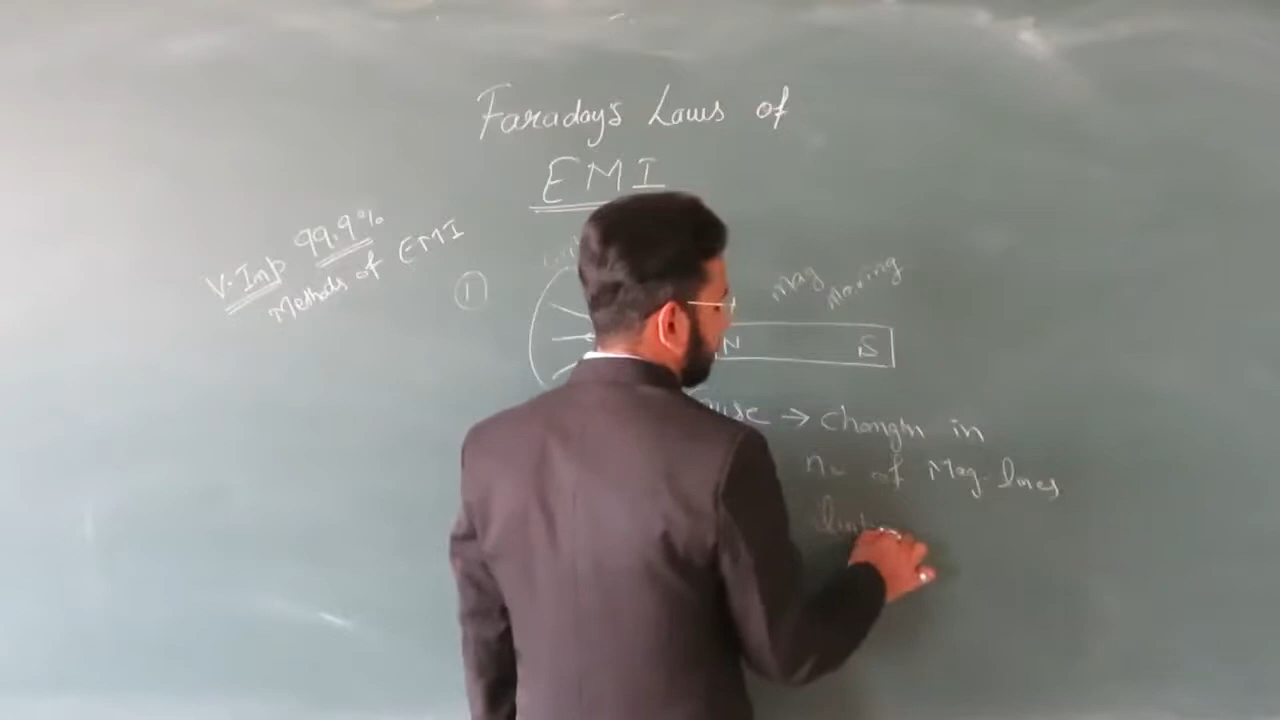 Faraday's Laws of
EMI
V. Imp 99.9%
Methods of EMI
①
Mag Moving
N S
→ Change in
no of Mag. lines